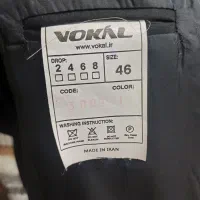 VOKAL
www.vokal.ir
DROP: SIZE:
2 4 6 8 46
CODE: COLOR:
WASHING INSTRUCTION:
MADE IN IRAN